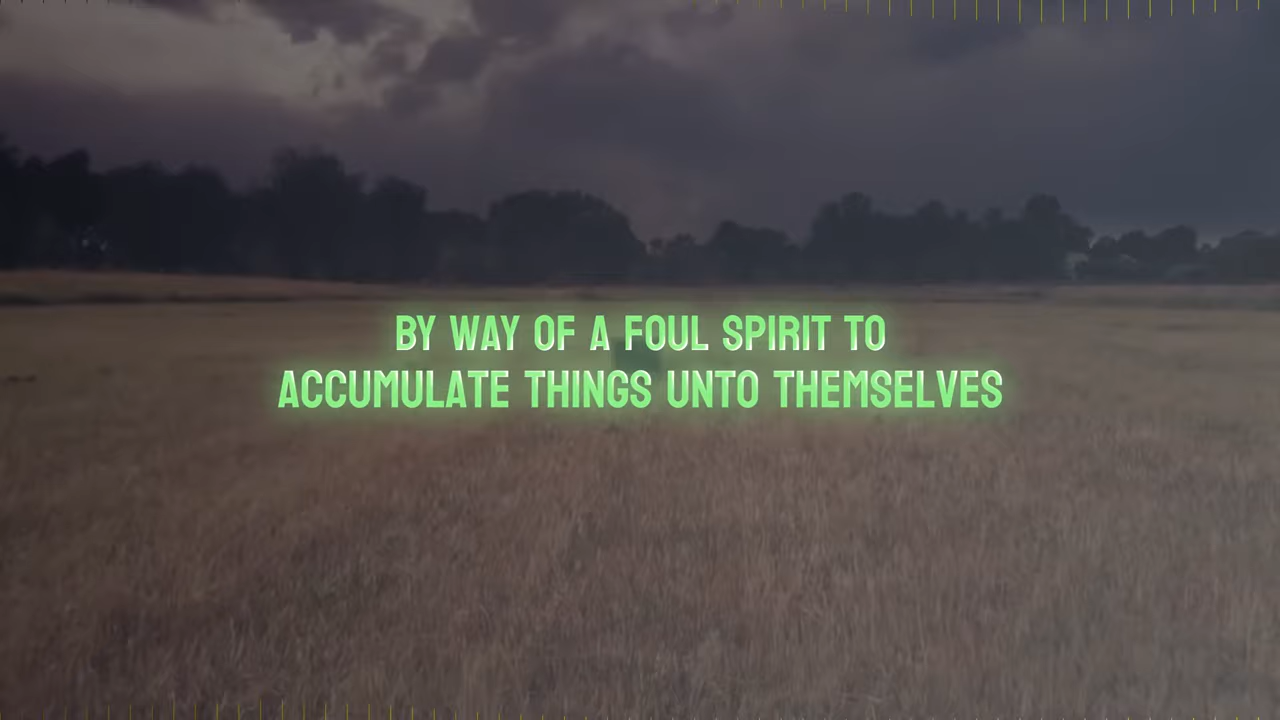 BY WAY OF A FOUL SPIRIT TO
ACCUMULATE THINGS UNTO THEMSELVES